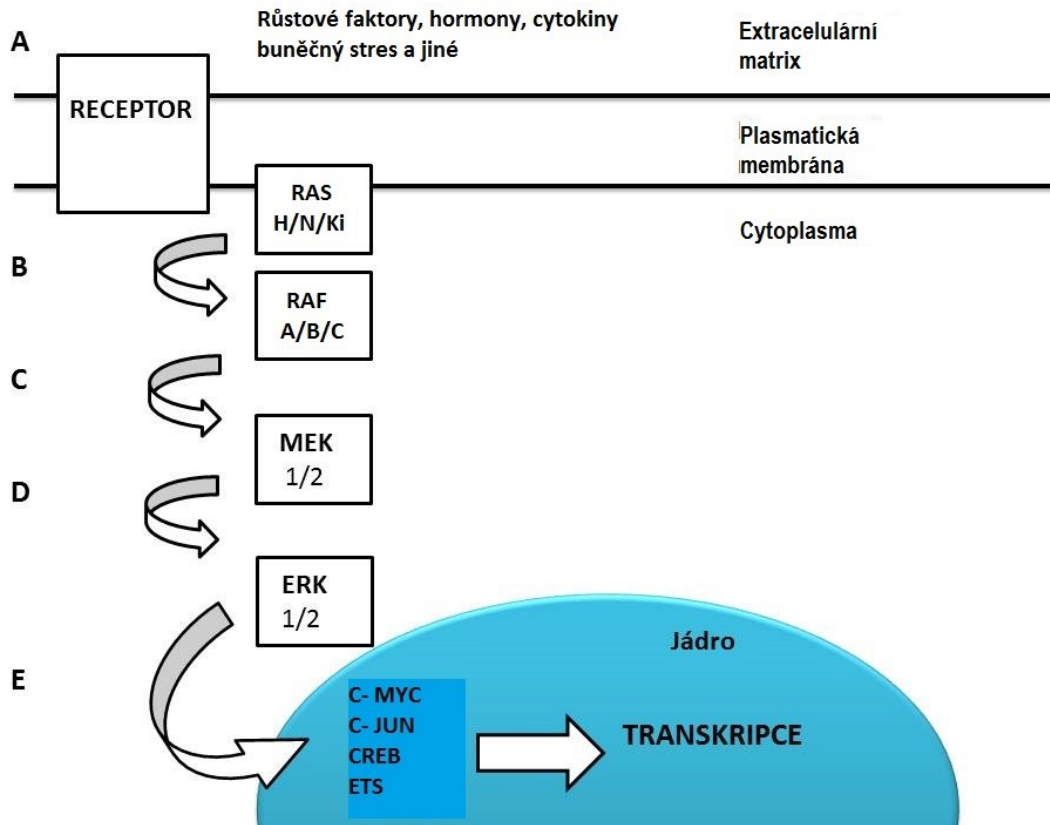 A
Růstové faktory, hormony, cytokiny
buněčný stres a jiné
Extracelulární
matrix
RECEPTOR
Plasmatická
membrána
RAS
H/N/Ki
Cytoplasma
B
RAF
A/B/C
C
MEK
1/2
D
ERK
1/2
Jádro
E
C- MYC
C- JUN
CREB
ETS
TRANSKRIPCE